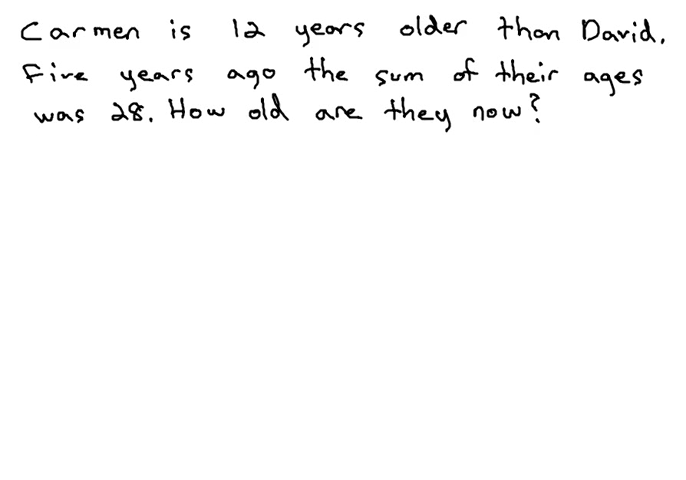 Carmen is 12 years older than David.
Five years ago the sum of their ages
was 28. How old are they now?